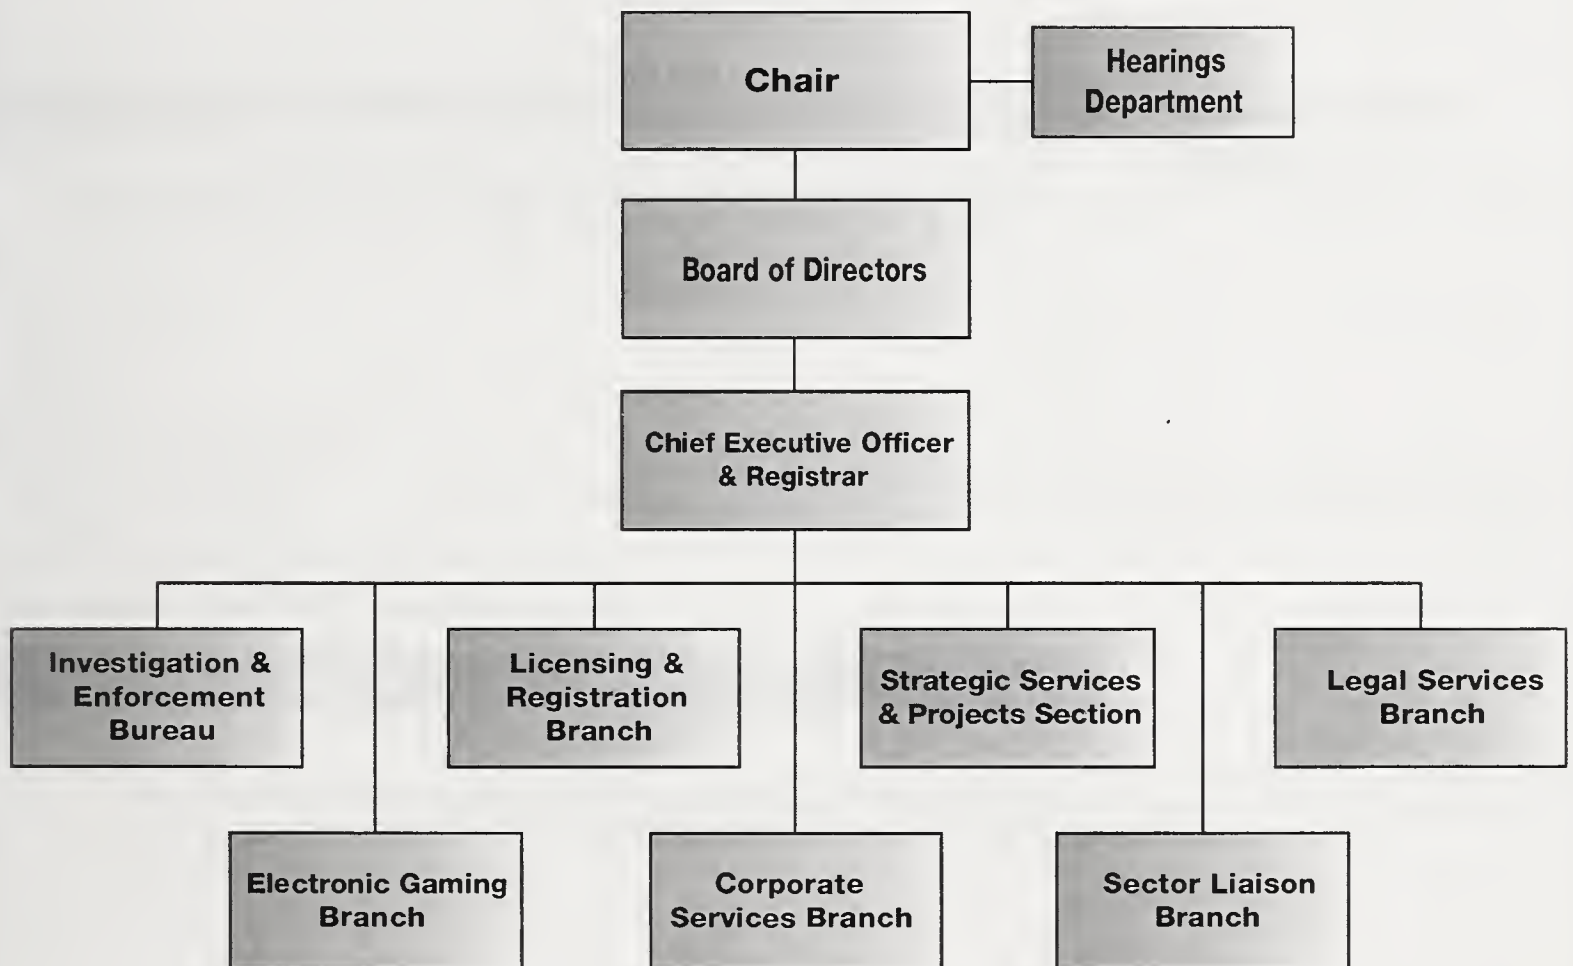 Chair
Hearings
Department
Board of Directors
Chief Executive Officer
& Registrar
Investigation &
Enforcement
Bureau
Licensing &
Registration
Branch
Strategic Services
& Projects Section
Legal Services
Branch
Electronic Gaming
Branch
Corporate
Services Branch
Sector Liaison
Branch